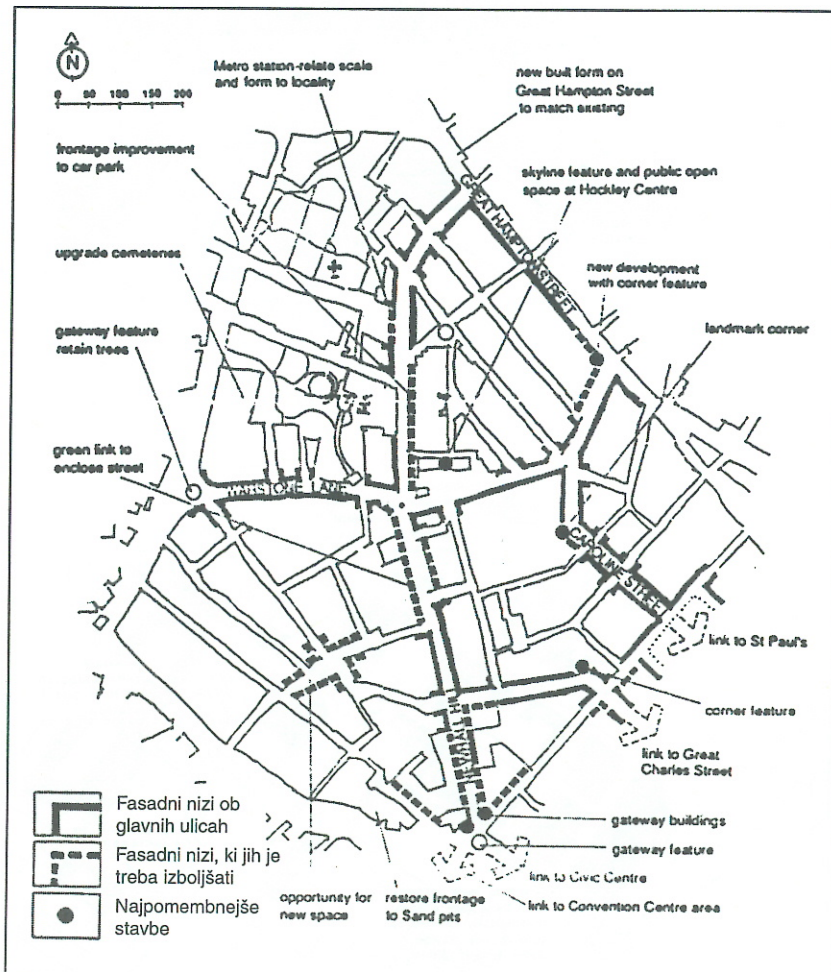 N
0 50 100 150 200
Metro station-relate scale
and form to locality
new built form on
Great Hampton Street
to match existing
frontage improvement
to car park
skyline feature and public open
space at Hockley Centre
upgrade cemeteries
new development
with corner feature
gateway feature
retain trees
landmark corner
green link to
enclose street
GREAT HAMPTON STREET
WARSTONE LANE
CAROLINE STREET
NEWHALL HILL
link to St Paul's
corner feature
link to Great
Charles Street
gateway buildings
gateway feature
link to Civic Centre
link to Convention Centre area
opportunity for
new space
restore frontage
to Sand pits
Fasadni nizi ob
glavnih ulicah
Fasadni nizi, ki jih je
treba izboljšati
Najpomembnejše
stavbe